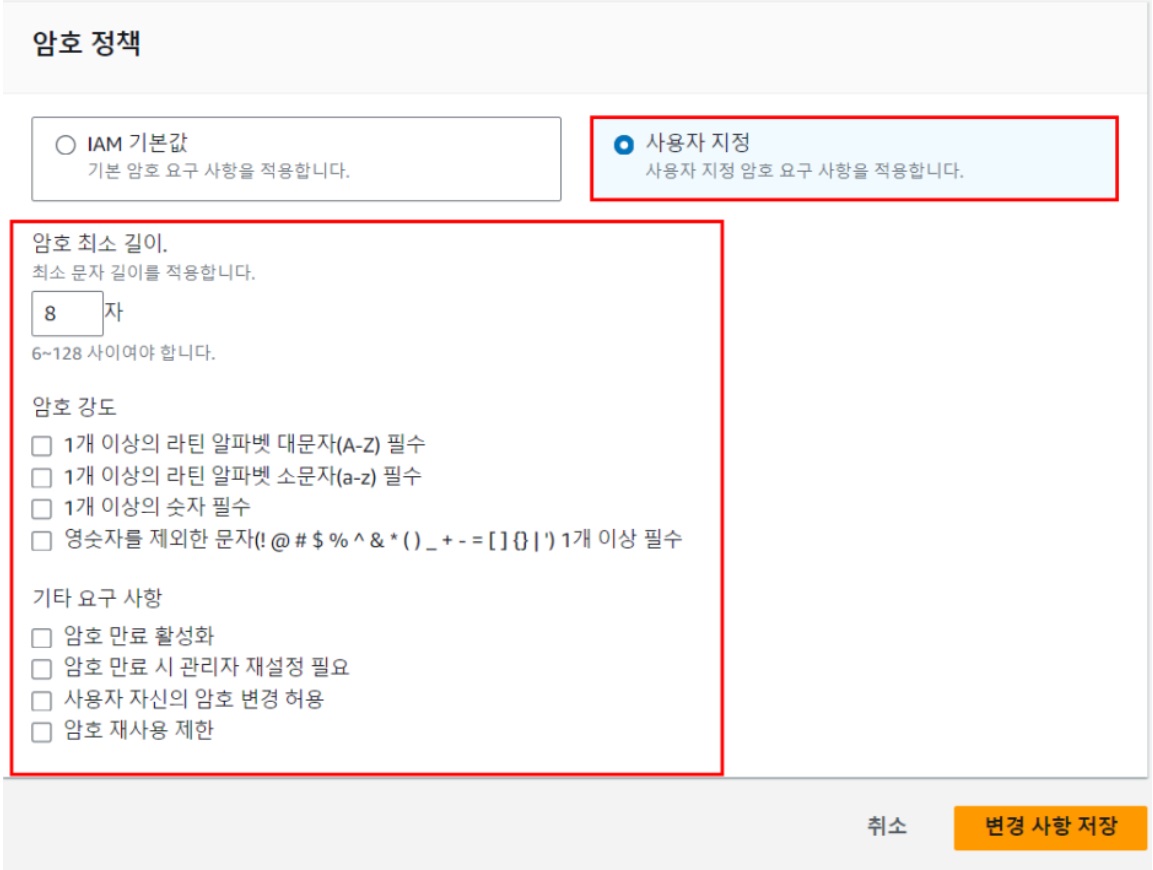 암호 정책
IAM 기본값
기본 암호 요구 사항을 적용합니다.
사용자 지정
사용자 지정 암호 요구 사항을 적용합니다.
암호 최소 길이.
최소 문자 길이를 적용합니다.
8 자
6~128 사이여야 합니다.
암호 강도
1개 이상의 라틴 알파벳 대문자(A-Z) 필수
1개 이상의 라틴 알파벳 소문자(a-z) 필수
1개 이상의 숫자 필수
영숫자를 제외한 문자(! @ # $ % ^ & * ( ) _ + - = [ ] {} | ') 1개 이상 필수
기타 요구 사항
암호 만료 활성화
암호 만료 시 관리자 재설정 필요
사용자 자신의 암호 변경 허용
암호 재사용 제한
취소
변경 사항 저장